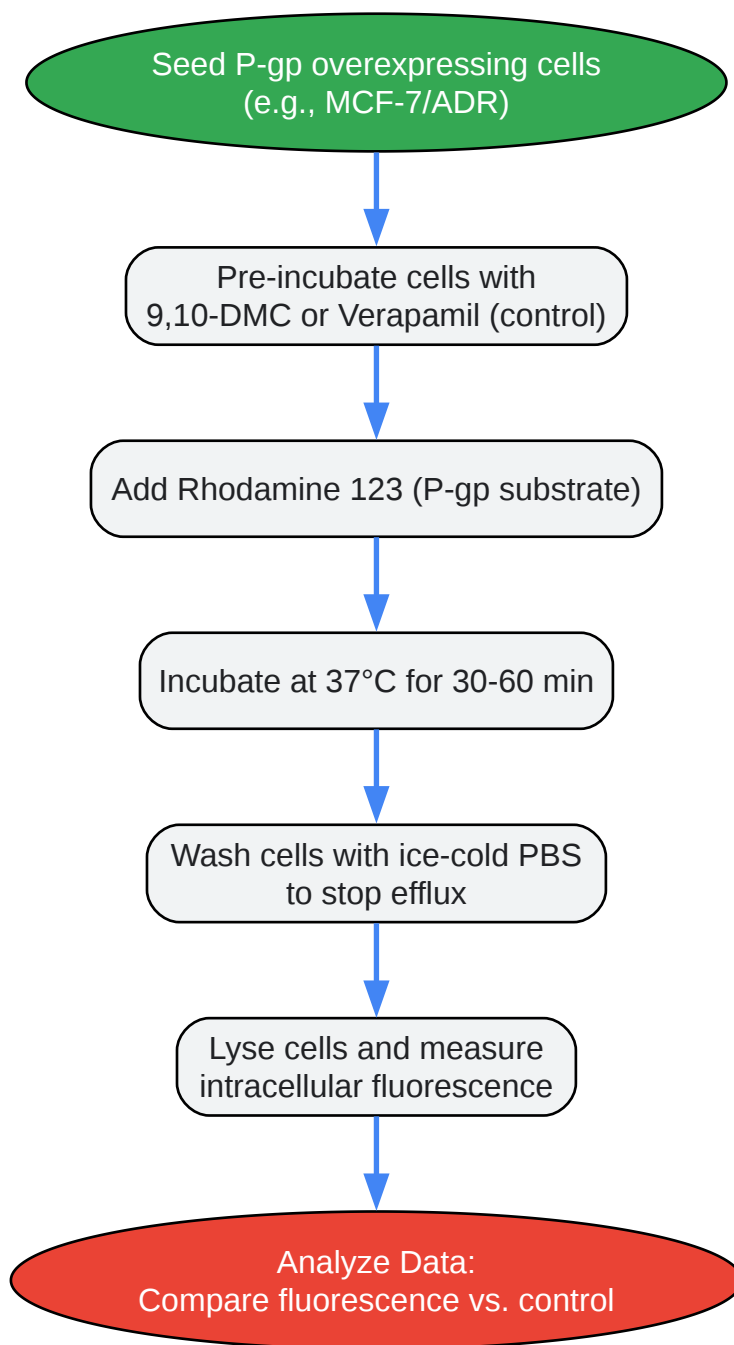 Seed P-gp overexpressing cells
(e.g., MCF-7/ADR)
Pre-incubate cells with
9,10-DMC or Verapamil (control)
Add Rhodamine 123 (P-gp substrate)
Incubate at 37°C for 30-60 min
Wash cells with ice-cold PBS
to stop efflux
Lyse cells and measure
intracellular fluorescence
Analyze Data:
Compare fluorescence vs. control